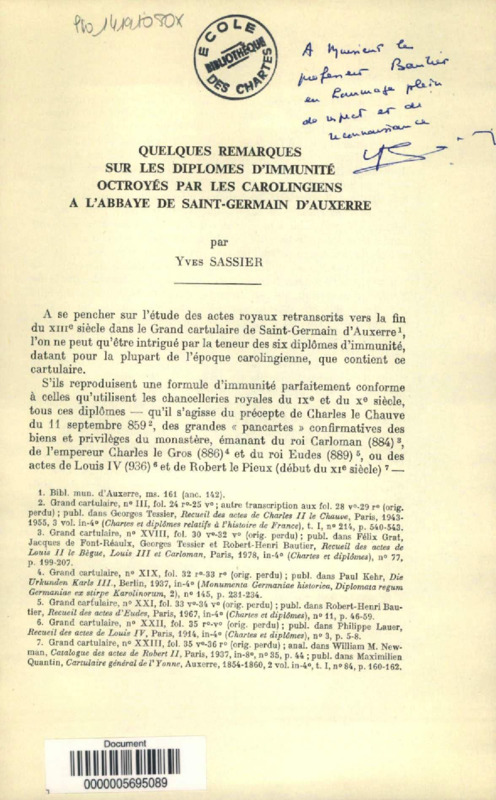 Pb 14191080X
ECOLE
BIBLIOTHÈQUE
DES CHARTES
A Monsieur le
professeur Bautier
en hommage plein
de respect et de
reconnaissance
QUELQUES REMARQUES
SUR LES DIPLOMES D'IMMUNITÉ
OCTROYÉS PAR LES CAROLINGIENS
A L'ABBAYE DE SAINT-GERMAIN D'AUXERRE
par
YVES SASSIER
A se pencher sur l'étude des actes royaux retranscrits vers la fin
du XIIIe siècle dans le Grand cartulaire de Saint-Germain d'Auxerre 1,
l'on ne peut qu'être intrigué par la teneur des six diplômes d'immunité,
datant pour la plupart de l'époque carolingienne, que contient ce
cartulaire.
S'ils reproduisent une formule d'immunité parfaitement conforme
à celles qu'utilisent les chancelleries royales du IXe et du Xe siècle,
tous ces diplômes — qu'il s'agisse du précepte de Charles le Chauve
du 11 septembre 859 2, des grandes « pancartes » confirmatives des
biens et privilèges du monastère, émanant du roi Carloman (884) 3,
de l'empereur Charles le Gros (886) 4 et du roi Eudes (889) 5, ou des
actes de Louis IV (936) 6 et de Robert le Pieux (début du XIe siècle) 7 —
1. Bibl. mun. d'Auxerre, ms. 161 (anc. 142).
2. Grand cartulaire, no III, fol. 24 ro-25 vo ; autre transcription aux fol. 28 vo-29 ro (orig.
perdu) ; publ. dans Georges Tessier, Recueil des actes de Charles II le Chauve, Paris, 1943-
1955, 3 vol. in-4o (Chartes et diplômes relatifs à l'histoire de France), t. I, no 214, p. 540-543.
3. Grand cartulaire, no XVIII, fol. 30 vo-32 vo (orig. perdu) ; publ. dans Félix Grat,
Jacques de Font-Réaulx, Georges Tessier et Robert-Henri Bautier, Recueil des actes de
Louis II le Bègue, Louis III et Carloman, Paris, 1978, in-4o (Chartes et diplômes), no 77,
p. 199-207.
4. Grand cartulaire, no XIX, fol. 32 ro-33 ro (orig. perdu) ; publ. dans Paul Kehr, Die
Urkunden Karls III., Berlin, 1937, in-4o (Monumenta Germaniae historica, Diplomata regum
Germaniae ex stirpe Karolinorum, 2), no 145, p. 231-234.
5. Grand cartulaire, no XXI, fol. 33 vo-34 vo (orig. perdu) ; publ. dans Robert-Henri Bau-
tier, Recueil des actes d'Eudes, Paris, 1967, in-4o (Chartes et diplômes), no 11, p. 46-59.
6. Grand cartulaire, no XXII, fol. 35 ro-vo (orig. perdu) ; publ. dans Philippe Lauer,
Recueil des actes de Louis IV, Paris, 1914, in-4o (Chartes et diplômes), no 3, p. 5-8.
7. Grand cartulaire, no XXIII, fol. 35 vo-36 ro (orig. perdu) ; anal. dans William M. New-
man, Catalogue des actes de Robert II, Paris, 1937, in-8o, no 35, p. 44 ; publ. dans Maximilien
Quantin, Cartulaire général de l'Yonne, Auxerre, 1854-1860, 2 vol. in-4o, t. I, no 84, p. 160-162.
Document
0000005695089